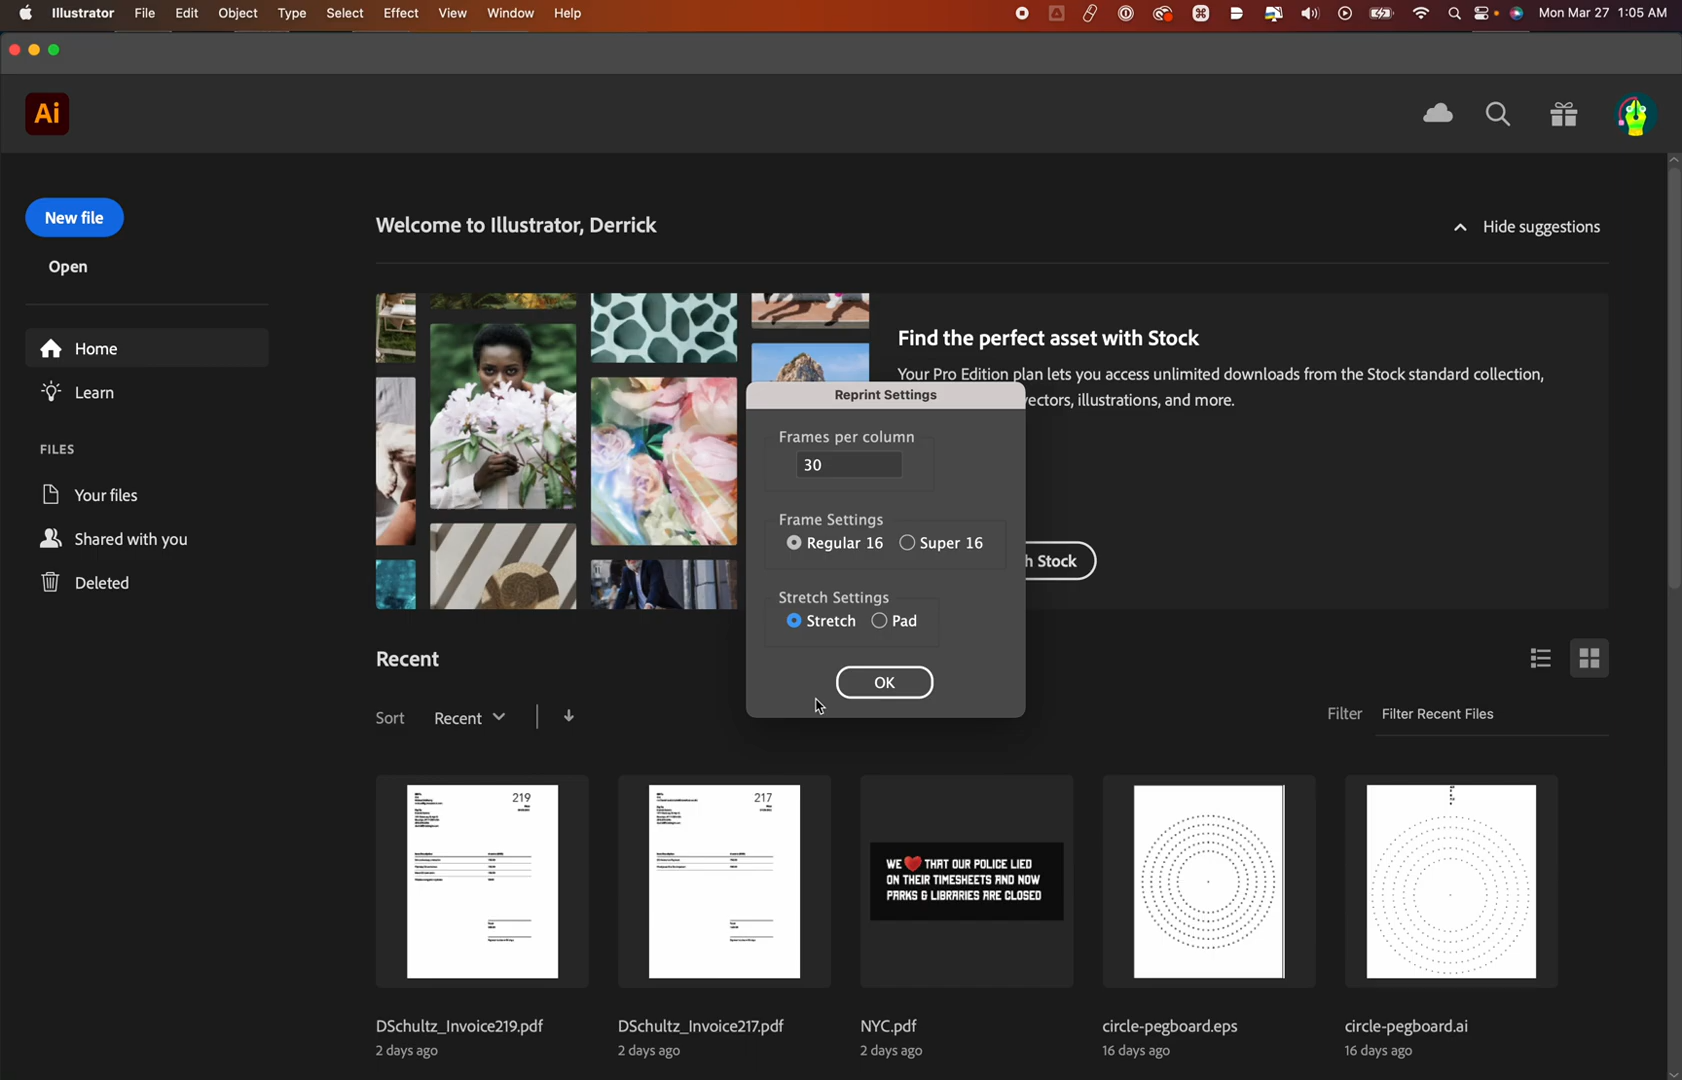 Illustrator File Edit Object Type Select Effect View Window Help Mon Mar 27 1:05 AM
Ai
New file
Open
Home
Learn
FILES
Your files
Shared with you
Deleted
Welcome to Illustrator, Derrick
Hide suggestions
Find the perfect asset with Stock
Your Pro Edition plan lets you access unlimited downloads from the Stock standard collection,
ectors, illustrations, and more.
h Stock
Reprint Settings
Frames per column
30
Frame Settings
Regular 16 Super 16
Stretch Settings
Stretch Pad
OK
Recent
Sort Recent
Filter Filter Recent Files
219
217
WE ❤️ THAT OUR POLICE LIED
ON THEIR TIMESHEETS AND NOW
PARKS & LIBRARIES ARE CLOSED
DSchultz_Invoice219.pdf
2 days ago
DSchultz_Invoice217.pdf
2 days ago
NYC.pdf
2 days ago
circle-pegboard.eps
16 days ago
circle-pegboard.ai
16 days ago